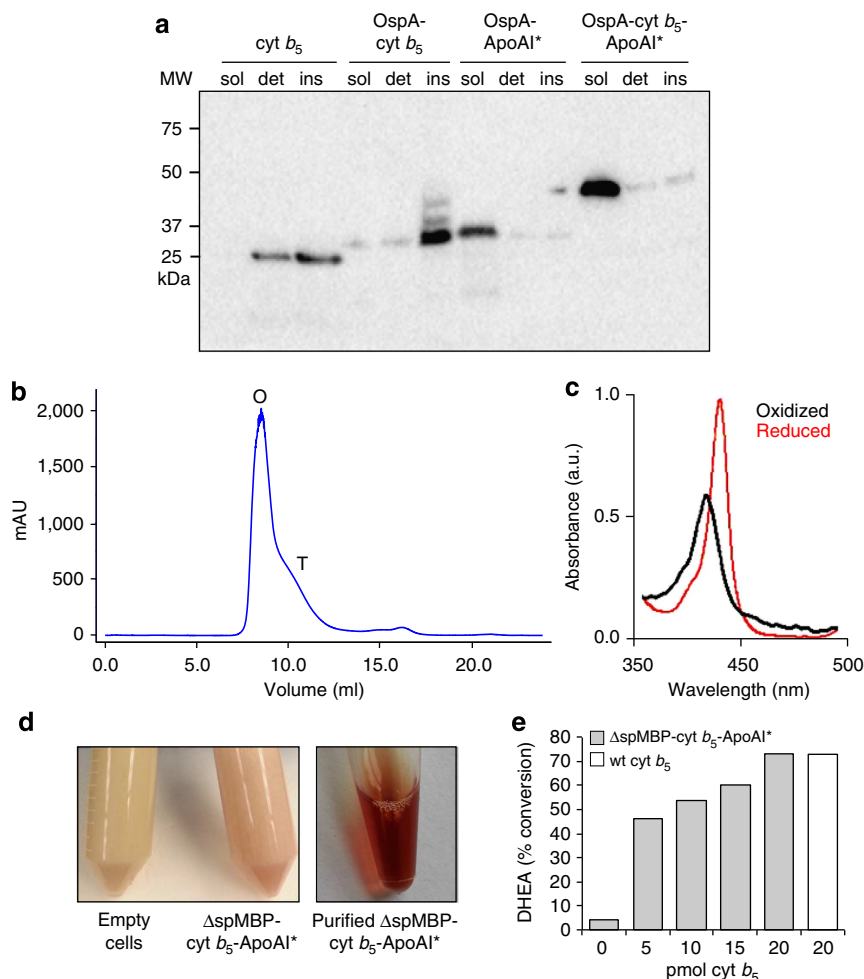 a
cyt b5
OspA-
cyt b5
OspA-
ApoAI*
OspA-cyt b5-
ApoAI*
MW
sol det ins sol det ins sol det ins sol det ins
75
50
37
25
kDa
b
O
T
2,000
1,500
1,000
500
0
mAU
0.0 5.0 10.0 15.0 20.0
Volume (ml)
c
Oxidized
Reduced
1.0
0.5
0.0
Absorbance (a.u.)
350 450 500
Wavelength (nm)
d
Empty
cells
ΔspMBP-
cyt b5-ApoAI*
Purified ΔspMBP-
cyt b5-ApoAI*
e
ΔspMBP-cyt b5-ApoAI*
wt cyt b5
80
70
60
50
40
30
20
10
0
DHEA (% conversion)
0 5 10 15 20 20
pmol cyt b5